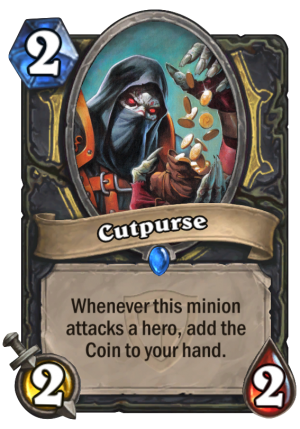 2
Cutpurse
Whenever this minion
attacks a hero, add the
Coin to your hand.
2
2